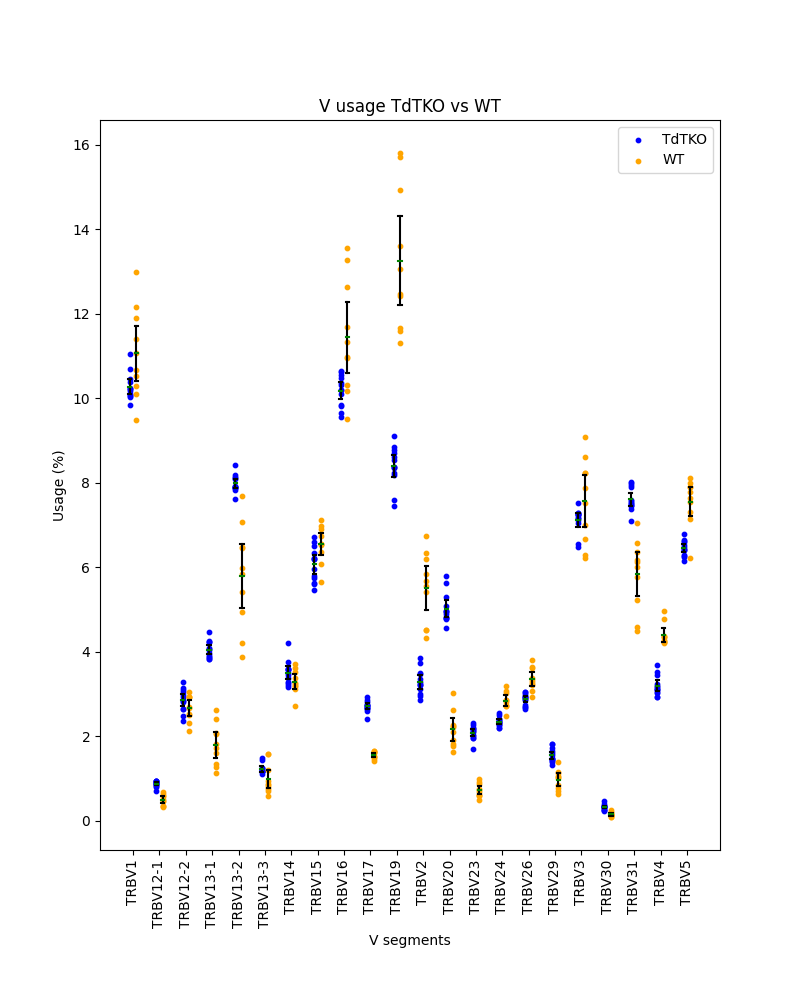 V usage TdTKO vs WT
TdTKO
WT
Usage (%)
16
14
12
10
8
6
4
2
0
TRBV1
TRBV12-1
TRBV12-2
TRBV13-1
TRBV13-2
TRBV13-3
TRBV14
TRBV15
TRBV16
TRBV17
TRBV19
TRBV2
TRBV20
TRBV23
TRBV24
TRBV26
TRBV29
TRBV3
TRBV30
TRBV31
TRBV4
TRBV5
V segments